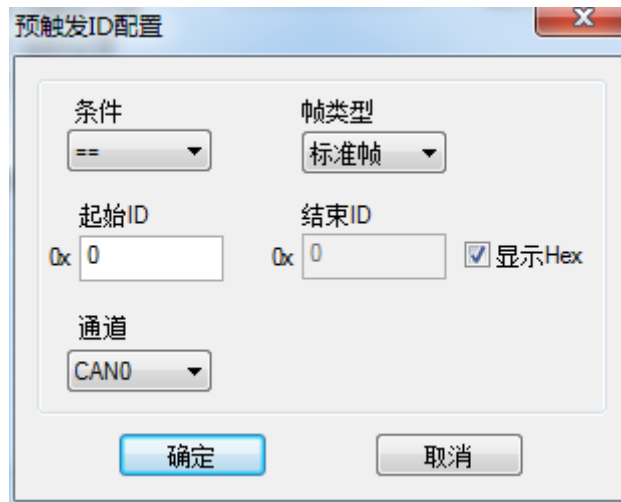 预触发ID配置
条件 帧类型
== 标准帧
起始ID 结束ID
0x 0 0x 0 显示Hex
通道
CAN0
确定 取消